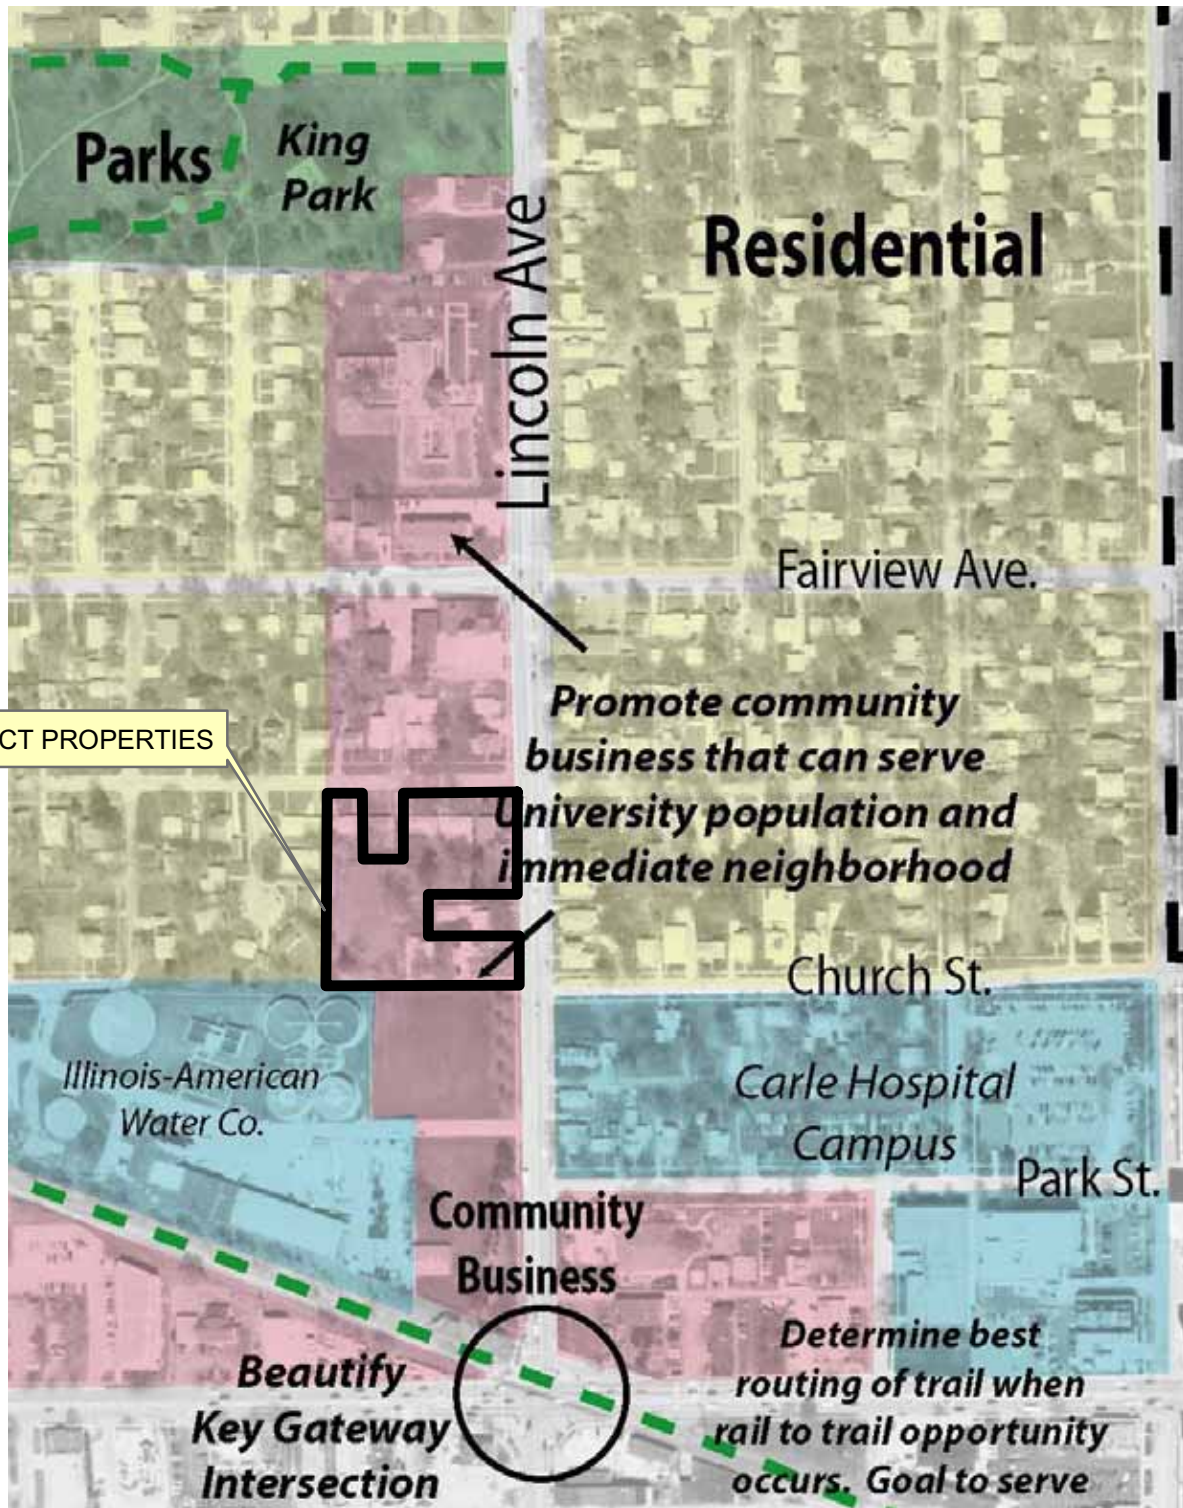 Parks
King
Park
Lincoln Ave
Residential
Fairview Ave.
Promote community
business that can serve
University population and
immediate neighborhood
CT PROPERTIES
Church St.
Illinois-American
Water Co.
Carle Hospital
Campus
Park St.
Community
Business
Beautify
Key Gateway
Intersection
Determine best
routing of trail when
rail to trail opportunity
occurs. Goal to serve